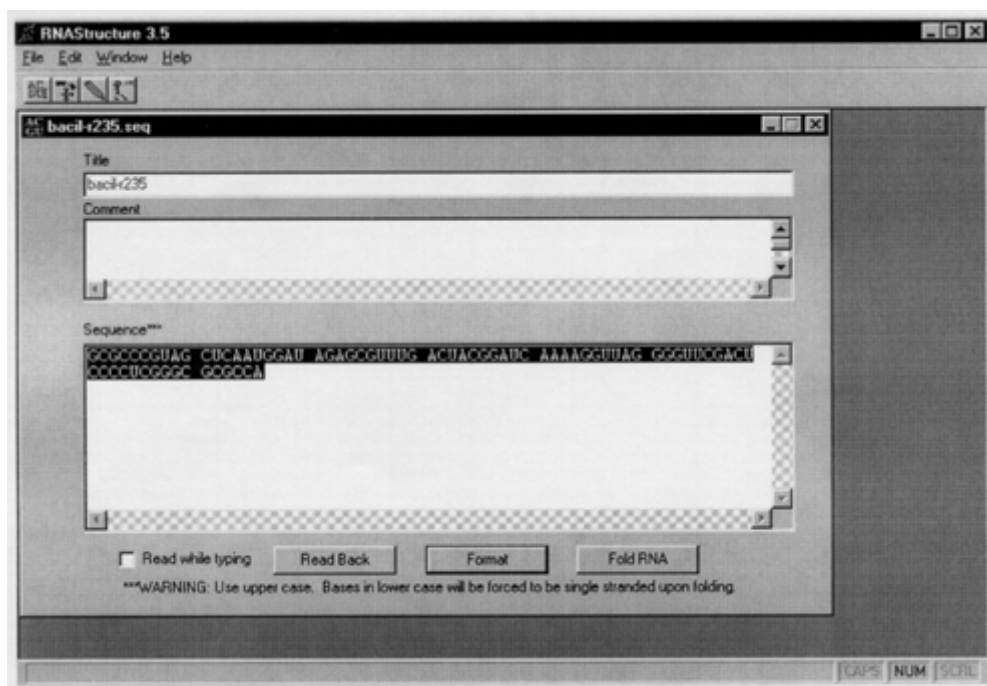 RNAStructure 3.5
File Edit Window Help
bacil-r235.seq
Title
bacil-r235
Comment
Sequence***
GCGCCCGUAG CUCAAUGGAU AGAGCGUUUG ACUACGGAUC AAAAGGUUAG GGGUUCGACU
CCCCUCGGGC GCGCCA
Read while typing Read Back Format Fold RNA
***WARNING: Use upper case. Bases in lower case will be forced to be single stranded upon folding.
CAPS NUM SCRL